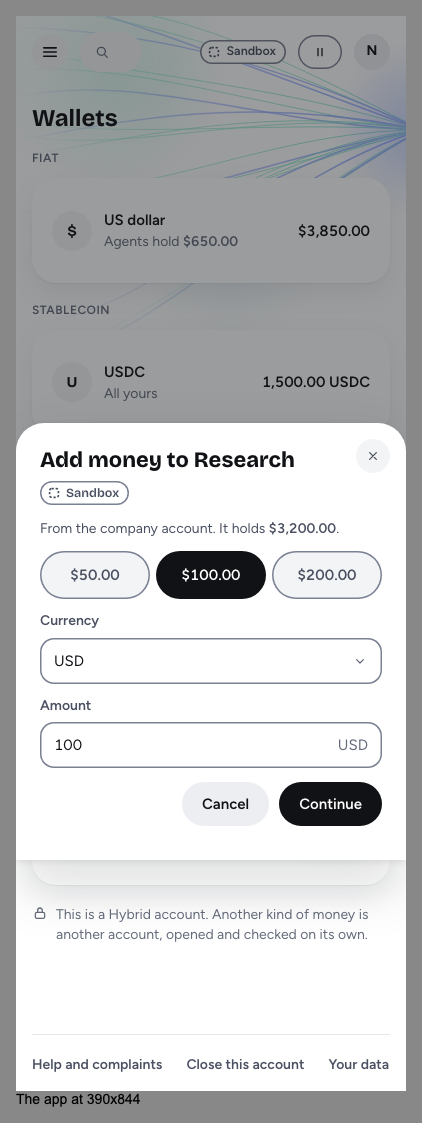 Sandbox
N
Wallets
FIAT
$
US dollar
$3,850.00
Agents hold $650.00
STABLECOIN
U
USDC
1,500.00 USDC
All yours
Add money to Research
Sandbox
From the company account. It holds $3,200.00.
$50.00 $100.00 $200.00
Currency
USD
Amount
100 USD
Cancel Continue
This is a Hybrid account. Another kind of money is
another account, opened and checked on its own.
Help and complaints Close this account Your data
The app at 390x844